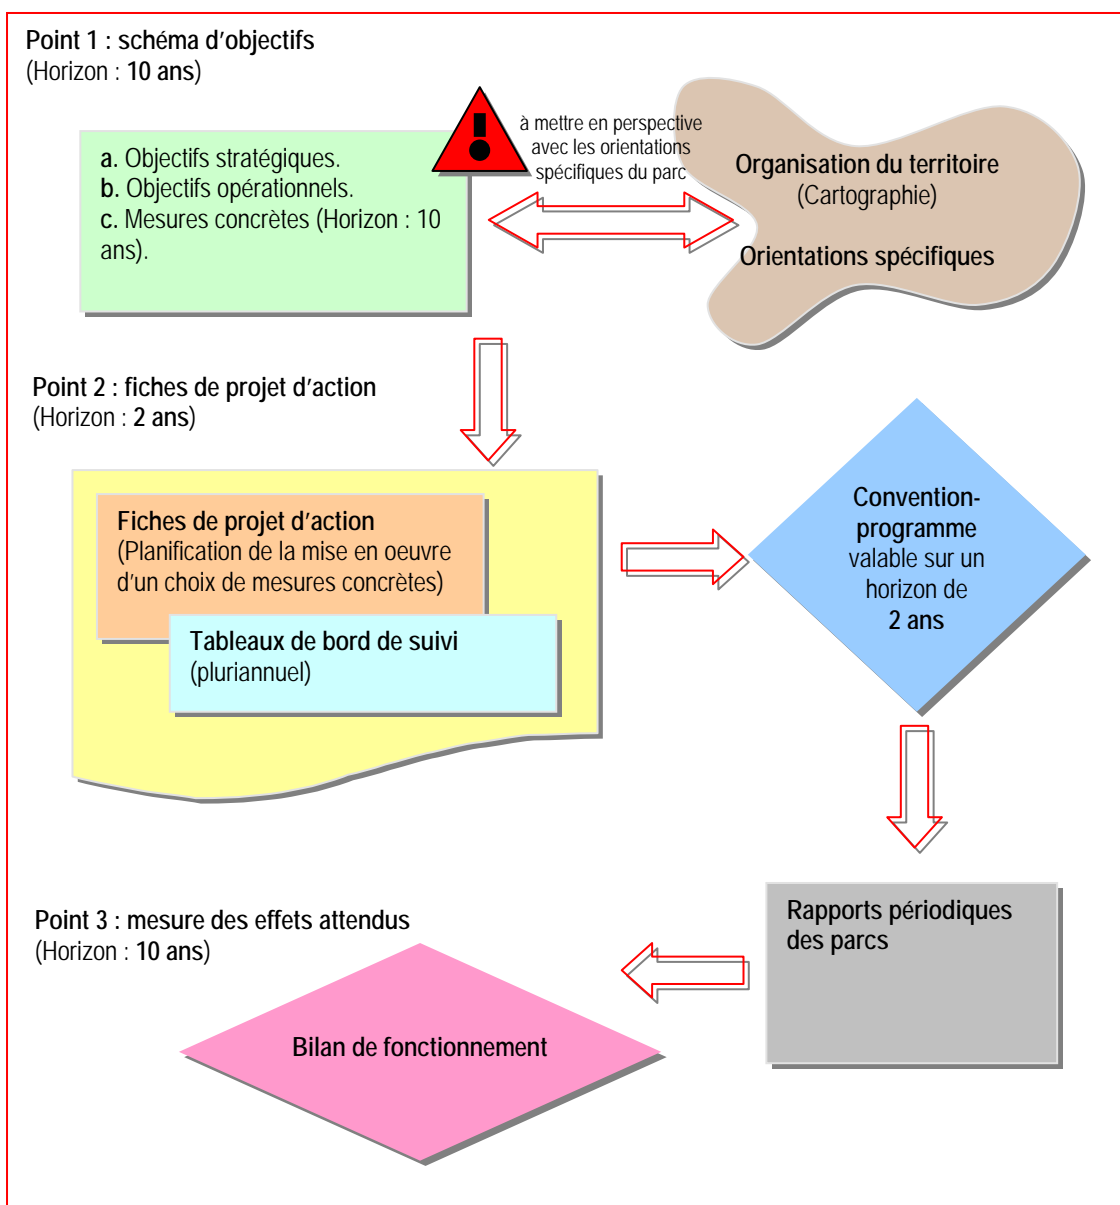 Point 1 : schéma d'objectifs
(Horizon : 10 ans)
a. Objectifs stratégiques.
b. Objectifs opérationnels.
c. Mesures concrètes (Horizon : 10
ans).
à mettre en perspective
avec les orientations
spécifiques du parc
Organisation du territoire
(Cartographie)
Orientations spécifiques
Point 2 : fiches de projet d'action
(Horizon : 2 ans)
Fiches de projet d'action
(Planification de la mise en oeuvre
d'un choix de mesures concrètes)
Tableaux de bord de suivi
(pluriannuel)
Convention-
programme
valable sur un
horizon de
2 ans
Rapports périodiques
des parcs
Point 3 : mesure des effets attendus
(Horizon : 10 ans)
Bilan de fonctionnement